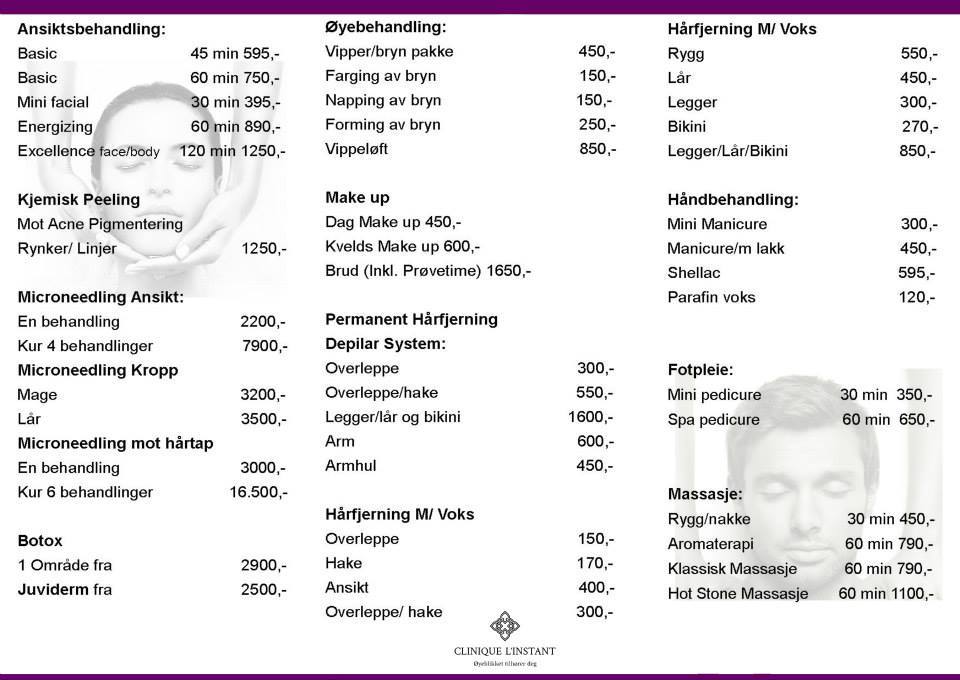 Ansiktsbehandling:
Basic 45 min 595,-
Basic 60 min 750,-
Mini facial 30 min 395,-
Energizing 60 min 890,-
Excellence face/body 120 min 1250,-
Kjemisk Peeling
Mot Acne Pigmentering
Rynker/ Linjer 1250,-
Microneedling Ansikt:
En behandling 2200,-
Kur 4 behandlinger 7900,-
Microneedling Kropp
Mage 3200,-
Lår 3500,-
Microneedling mot hårtap
En behandling 3000,-
Kur 6 behandlinger 16.500,-
Botox
1 Område fra 2900,-
Juviderm fra 2500,-
Øyebehandling:
Vipper/bryn pakke 450,-
Farging av bryn 150,-
Napping av bryn 150,-
Forming av bryn 250,-
Vippeløft 850,-
Make up
Dag Make up 450,-
Kvelds Make up 600,-
Brud (Inkl. Prøvetime) 1650,-
Permanent Hårfjerning
Depilar System:
Overleppe 300,-
Overleppe/hake 550,-
Legger/lår og bikini 1600,-
Arm 600,-
Armhul 450,-
Hårfjerning M/ Voks
Overleppe 150,-
Hake 170,-
Ansikt 400,-
Overleppe/ hake 300,-
Hårfjerning M/ Voks
Rygg 550,-
Lår 450,-
Legger 300,-
Bikini 270,-
Legger/Lår/Bikini 850,-
Håndbehandling:
Mini Manicure 300,-
Manicure/m lakk 450,-
Shellac 595,-
Parafin voks 120,-
Fotpleie:
Mini pedicure 30 min 350,-
Spa pedicure 60 min 650,-
Massasje:
Rygg/nakke 30 min 450,-
Aromaterapi 60 min 790,-
Klassisk Massasje 60 min 790,-
Hot Stone Massasje 60 min 1100,-
CLINIQUE L'INSTANT
Øyeblikket tilhører deg